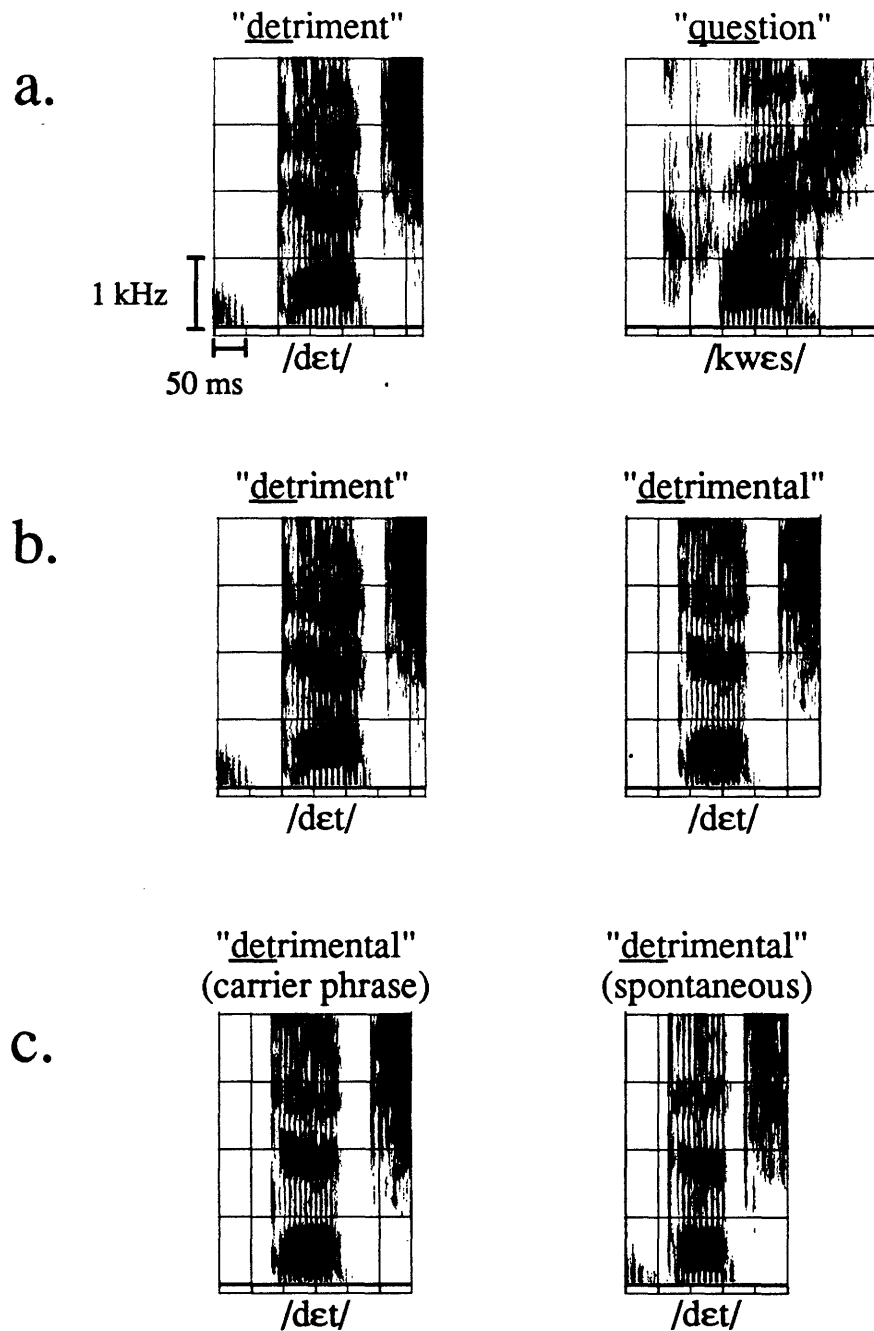 "detriment" "question"
a.
1 kHz
50 ms
/dɛt/ /kwɛs/
"detriment" "detrimental"
b.
/dɛt/ /dɛt/
"detrimental" "detrimental"
(carrier phrase) (spontaneous)
c.
/dɛt/ /dɛt/